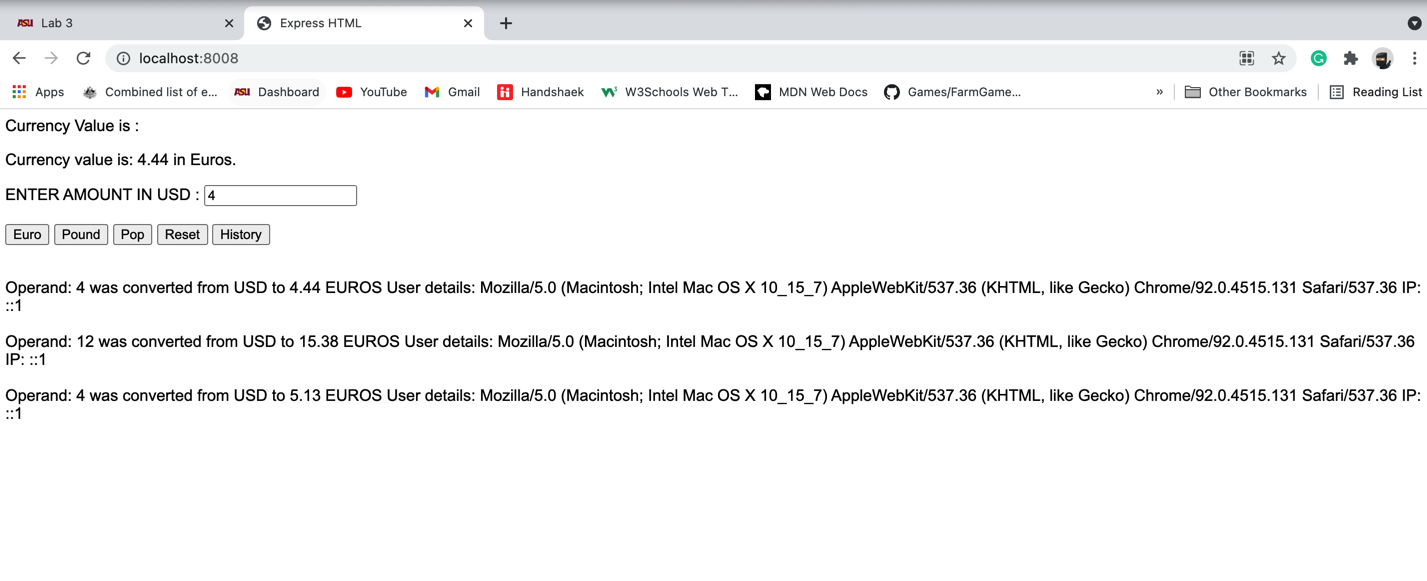 ASU Lab 3 Express HTML
localhost:8008
Apps Combined list of e... ASU Dashboard YouTube Gmail Handshaek W3Schools Web T... MDN Web Docs Games/FarmGame... » Other Bookmarks Reading List
Currency Value is :
Currency value is: 4.44 in Euros.
ENTER AMOUNT IN USD : 4
Euro Pound Pop Reset History
Operand: 4 was converted from USD to 4.44 EUROS User details: Mozilla/5.0 (Macintosh; Intel Mac OS X 10_15_7) AppleWebKit/537.36 (KHTML, like Gecko) Chrome/92.0.4515.131 Safari/537.36 IP:
::1
Operand: 12 was converted from USD to 15.38 EUROS User details: Mozilla/5.0 (Macintosh; Intel Mac OS X 10_15_7) AppleWebKit/537.36 (KHTML, like Gecko) Chrome/92.0.4515.131 Safari/537.36
IP: ::1
Operand: 4 was converted from USD to 5.13 EUROS User details: Mozilla/5.0 (Macintosh; Intel Mac OS X 10_15_7) AppleWebKit/537.36 (KHTML, like Gecko) Chrome/92.0.4515.131 Safari/537.36 IP:
::1